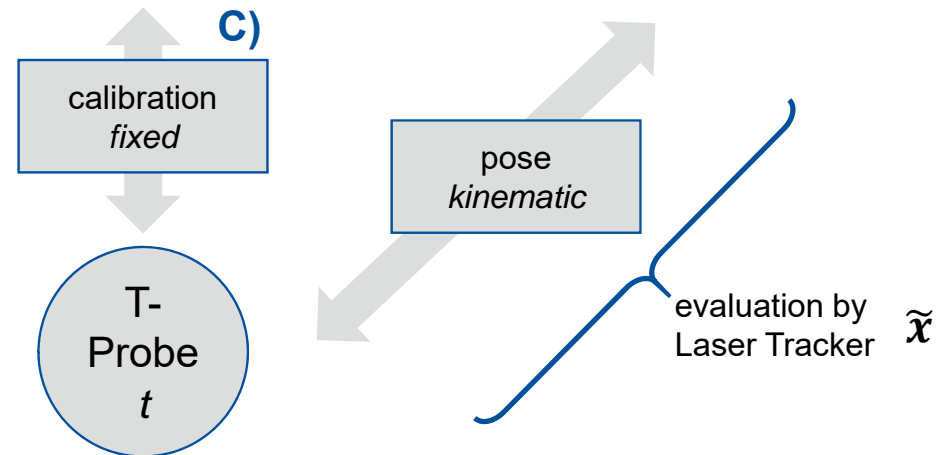 C)
calibration
fixed
pose
kinematic
T-
Probe
t
evaluation by
Laser Tracker x̃